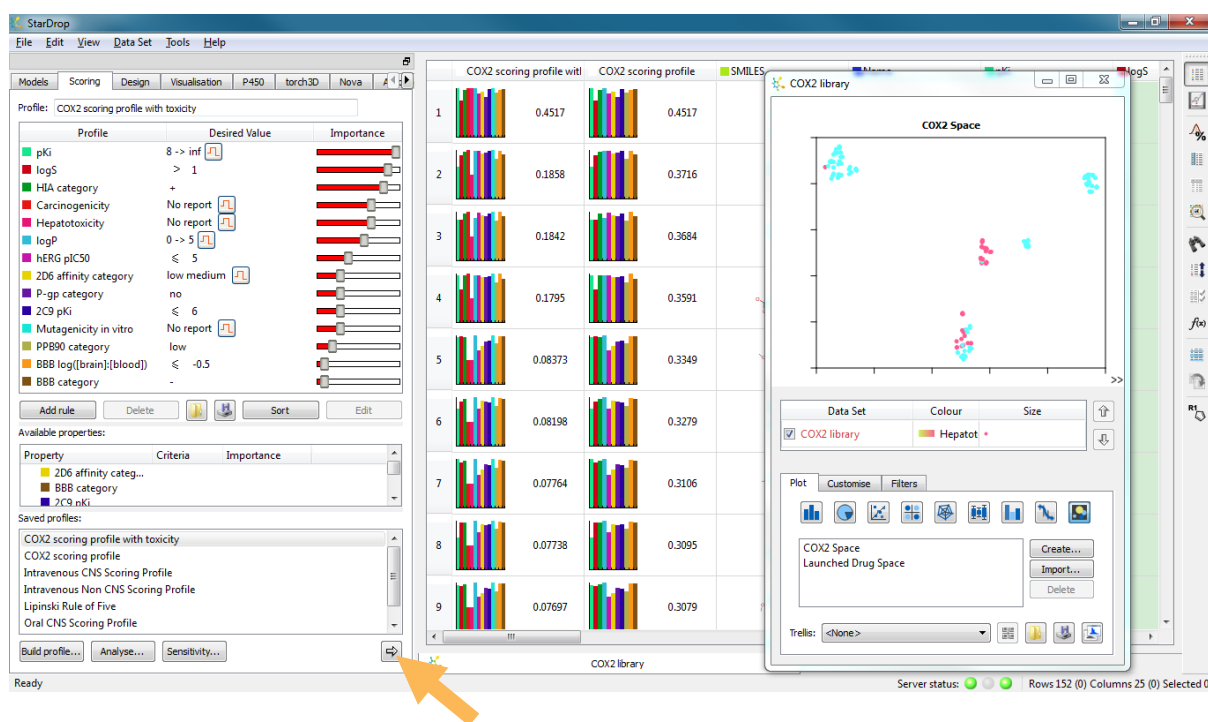 StarDrop
File Edit View Data Set Tools Help
Models Scoring Design Visualisation P450 torch3D Nova
Profile: COX2 scoring profile with toxicity
Profile Desired Value Importance
pKi 8 -> inf
logS > 1
HIA category +
Carcinogenicity No report
Hepatotoxicity No report
logP 0 -> 5
hERG pIC50 ≤ 5
2D6 affinity category low medium
P-gp category no
2C9 pKi ≤ 6
Mutagenicity in vitro No report
PPB90 category low
BBB log([brain]:[blood]) ≤ -0.5
BBB category -
Add rule Delete Sort Edit
Available properties:
Property Criteria Importance
2D6 affinity categ...
BBB category
2C9 pKi
Saved profiles:
COX2 scoring profile with toxicity
COX2 scoring profile
Intravenous CNS Scoring Profile
Intravenous Non CNS Scoring Profile
Lipinski Rule of Five
Oral CNS Scoring Profile
Build profile... Analyse... Sensitivity...
Ready
COX2 scoring profile witl COX2 scoring profile SMILES logS
1 0.4517 0.4517
2 0.1858 0.3716
3 0.1842 0.3684
4 0.1795 0.3591
5 0.08373 0.3349
6 0.08198 0.3279
7 0.07764 0.3106
8 0.07738 0.3095
9 0.07697 0.3079
COX2 library
COX2 library
COX2 Space
>>
Data Set Colour Size
COX2 library Hepatot
Plot Customise Filters
COX2 Space
Launched Drug Space
Create...
Import...
Delete
Trellis: <None>
%
f(x)
R1
Server status: Rows 152 (0) Columns 25 (0) Selected 0